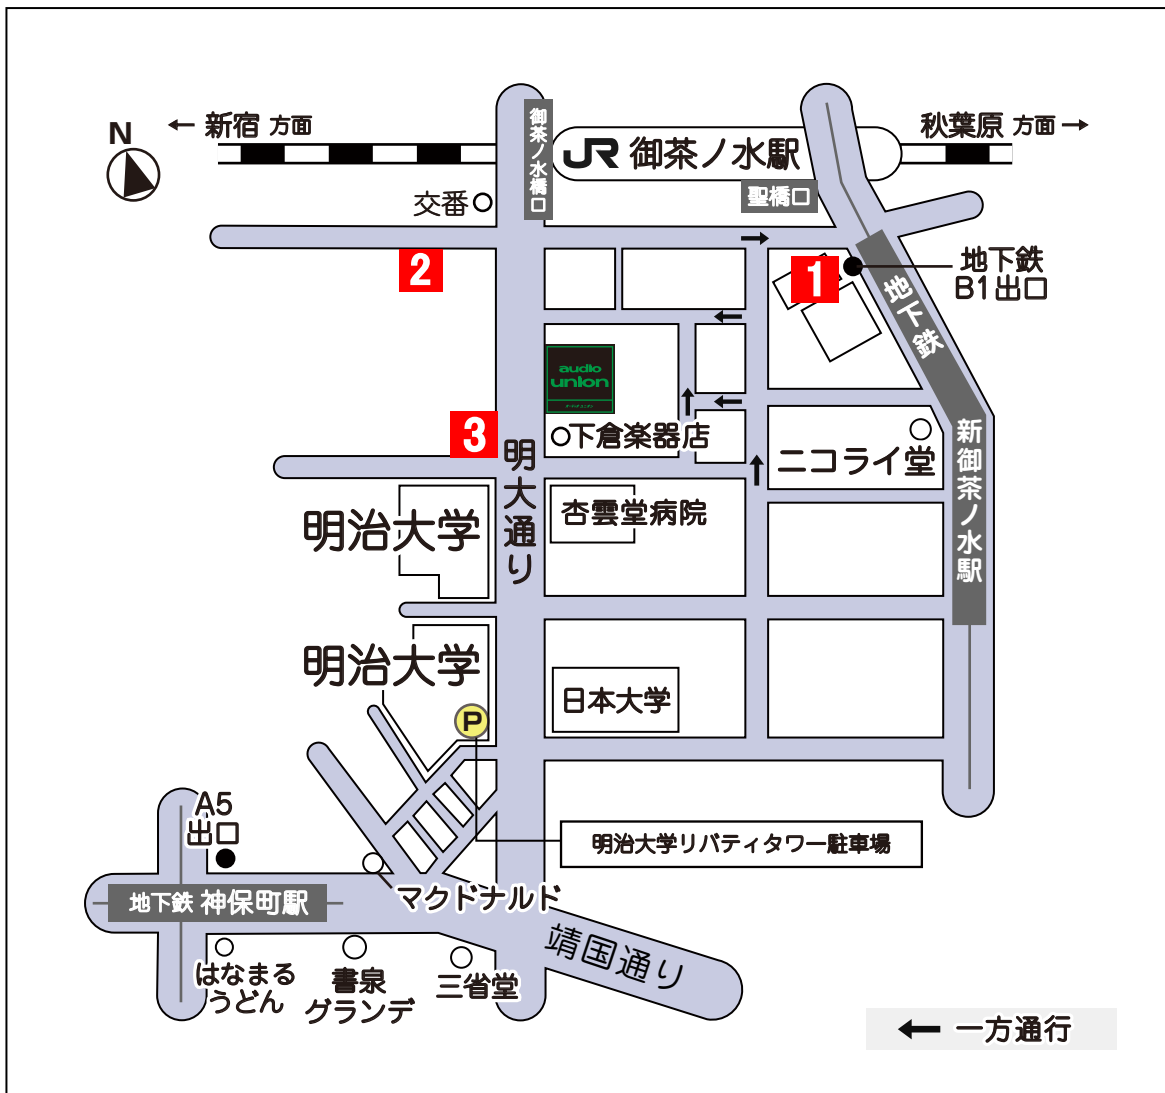 N
← 新宿 方面
秋葉原 方面 →
御茶ノ水橋口
JR 御茶ノ水駅
聖橋口
交番
2
1
地下鉄
B1出口
地下鉄
audio
union
3
下倉楽器店
明大通り
ニコライ堂
新御茶ノ水駅
明治大学
杏雲堂病院
明治大学
日本大学
P
A5
出口
明治大学リバティタワー駐車場
マクドナルド
地下鉄 神保町駅
靖国通り
はなまる
うどん
書泉
グランデ
三省堂
← 一方通行